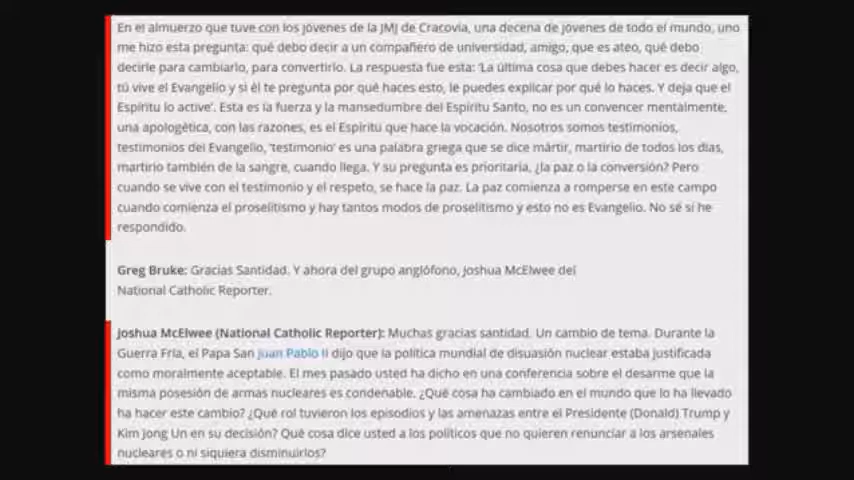 En el almuerzo que tuve con los jóvenes de la JMJ de Cracovia, una decena de jóvenes de todo el mundo, uno
me hizo esta pregunta: qué debo decir a un compañero de universidad, amigo, que es ateo, qué debo
decirle para cambiarlo, para convertirlo. La respuesta fue esta: 'La última cosa que debes hacer es decir algo,
tú vive el Evangelio y si él te pregunta por qué haces esto, le puedes explicar por qué lo haces. Y deja que el
Espíritu lo active'. Esta es la fuerza y la mansedumbre del Espíritu Santo, no es un convencer mentalmente,
una apologética, con las razones, es el Espíritu que hace la vocación. Nosotros somos testimonios,
testimonios del Evangelio, 'testimonio' es una palabra griega que se dice mártir, martirio de todos los días,
martirio también de la sangre, cuando llega. Y su pregunta es prioritaria, ¿la paz o la conversión? Pero
cuando se vive con el testimonio y el respeto, se hace la paz. La paz comienza a romperse en este campo
cuando comienza el proselitismo y hay tantos modos de proselitismo y esto no es Evangelio. No sé si he
respondido.
Greg Bruke: Gracias Santidad. Y ahora del grupo anglófono, Joshua McElwee del
National Catholic Reporter.
Joshua McElwee (National Catholic Reporter): Muchas gracias santidad. Un cambio de tema. Durante la
Guerra Fría, el Papa San Juan Pablo II dijo que la política mundial de disuasión nuclear estaba justificada
como moralmente aceptable. El mes pasado usted ha dicho en una conferencia sobre el desarme que la
misma posesión de armas nucleares es condenable. ¿Qué cosa ha cambiado en el mundo que lo ha llevado
ha hacer este cambio? ¿Qué rol tuvieron los episodios y las amenazas entre el Presidente (Donald) Trump y
Kim Jong Un en su decisión? Qué cosa dice usted a los políticos que no quieren renunciar a los arsenales
nucleares o ni siquiera disminuirlos?